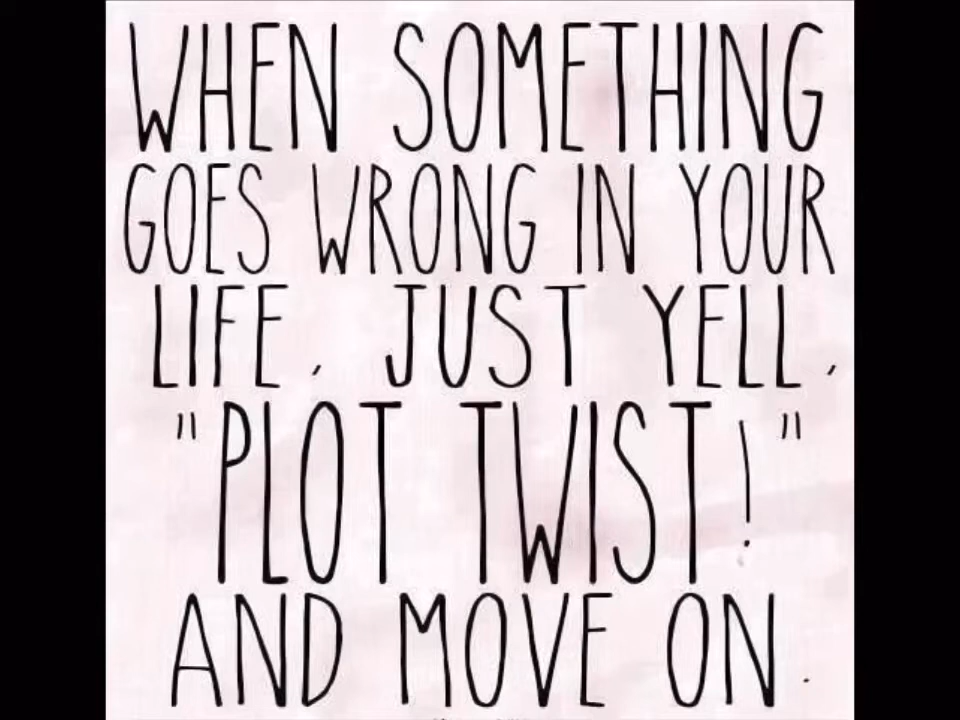 WHEN SOMETHING
GOES WRONG IN YOUR
LIFE, JUST YELL,
"PLOT TWIST!"
AND MOVE ON.